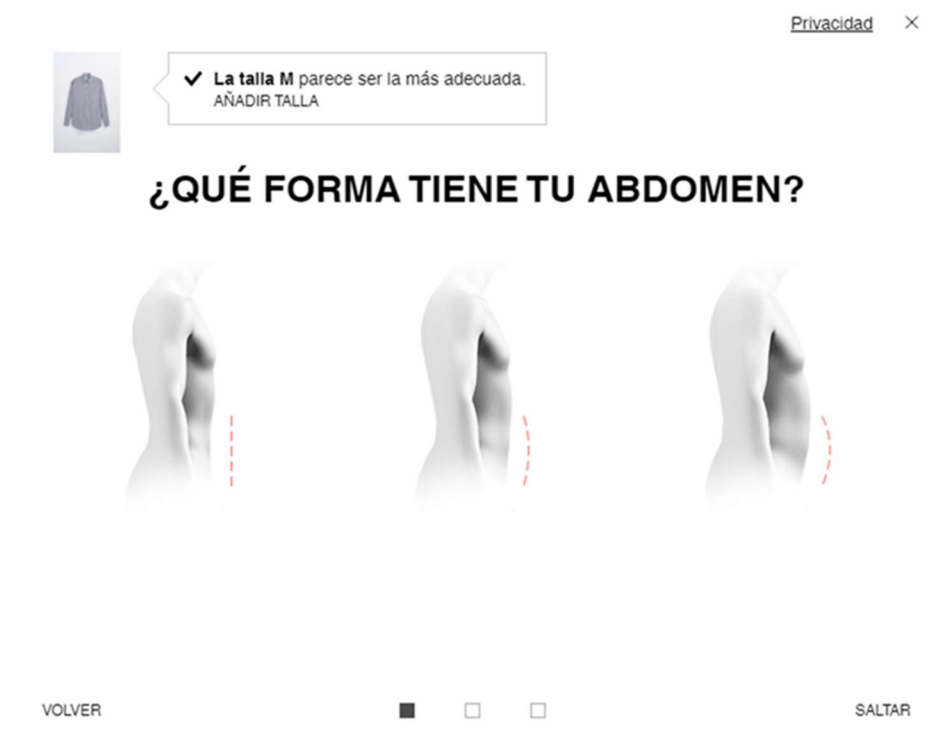 Privacidad
La talla M parece ser la más adecuada.
AÑADIR TALLA
¿QUÉ FORMA TIENE TU ABDOMEN?
VOLVER
SALTAR